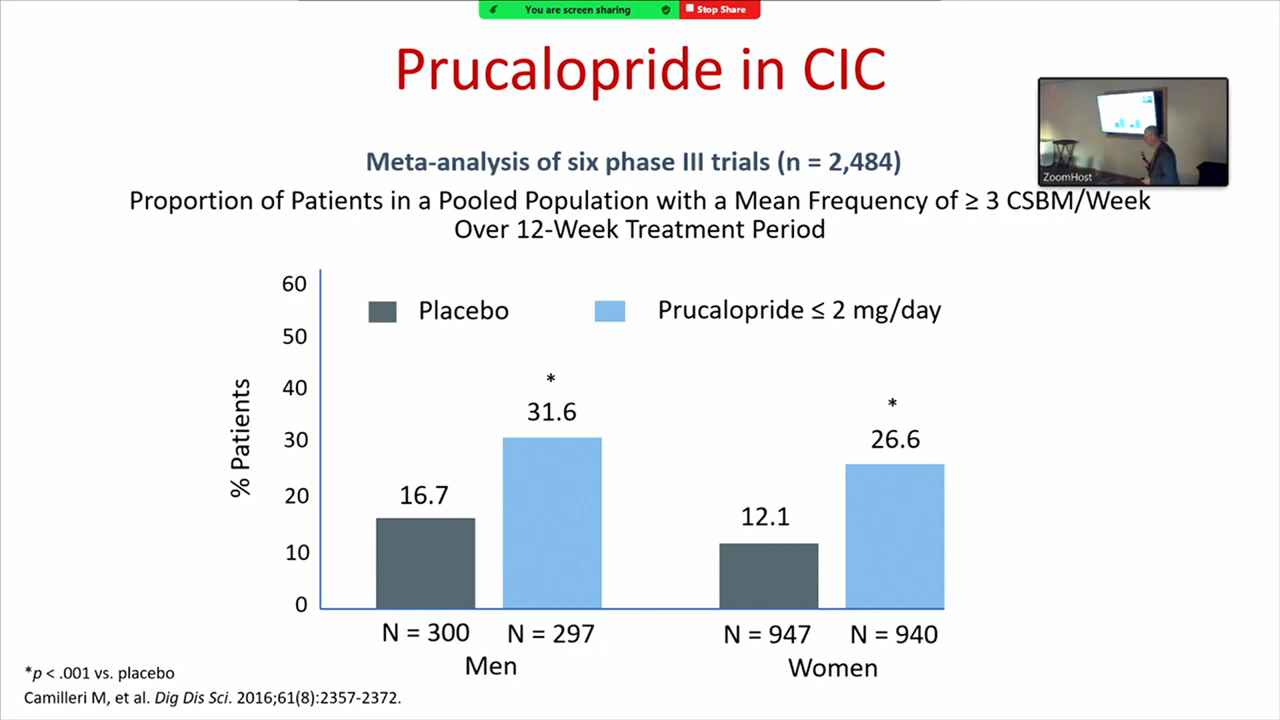 You are screen sharing
Stop Share
Prucalopride in CIC
ZoomHost
Meta-analysis of six phase III trials (n = 2,484)
Proportion of Patients in a Pooled Population with a Mean Frequency of ≥ 3 CSBM/Week
Over 12-Week Treatment Period
Placebo
Prucalopride ≤ 2 mg/day
% Patients
60
50
40
30
20
10
0
16.7
*
31.6
12.1
*
26.6
N = 300
N = 297
N = 947
N = 940
Men
Women
*p < .001 vs. placebo
Camilleri M, et al. Dig Dis Sci. 2016;61(8):2357-2372.